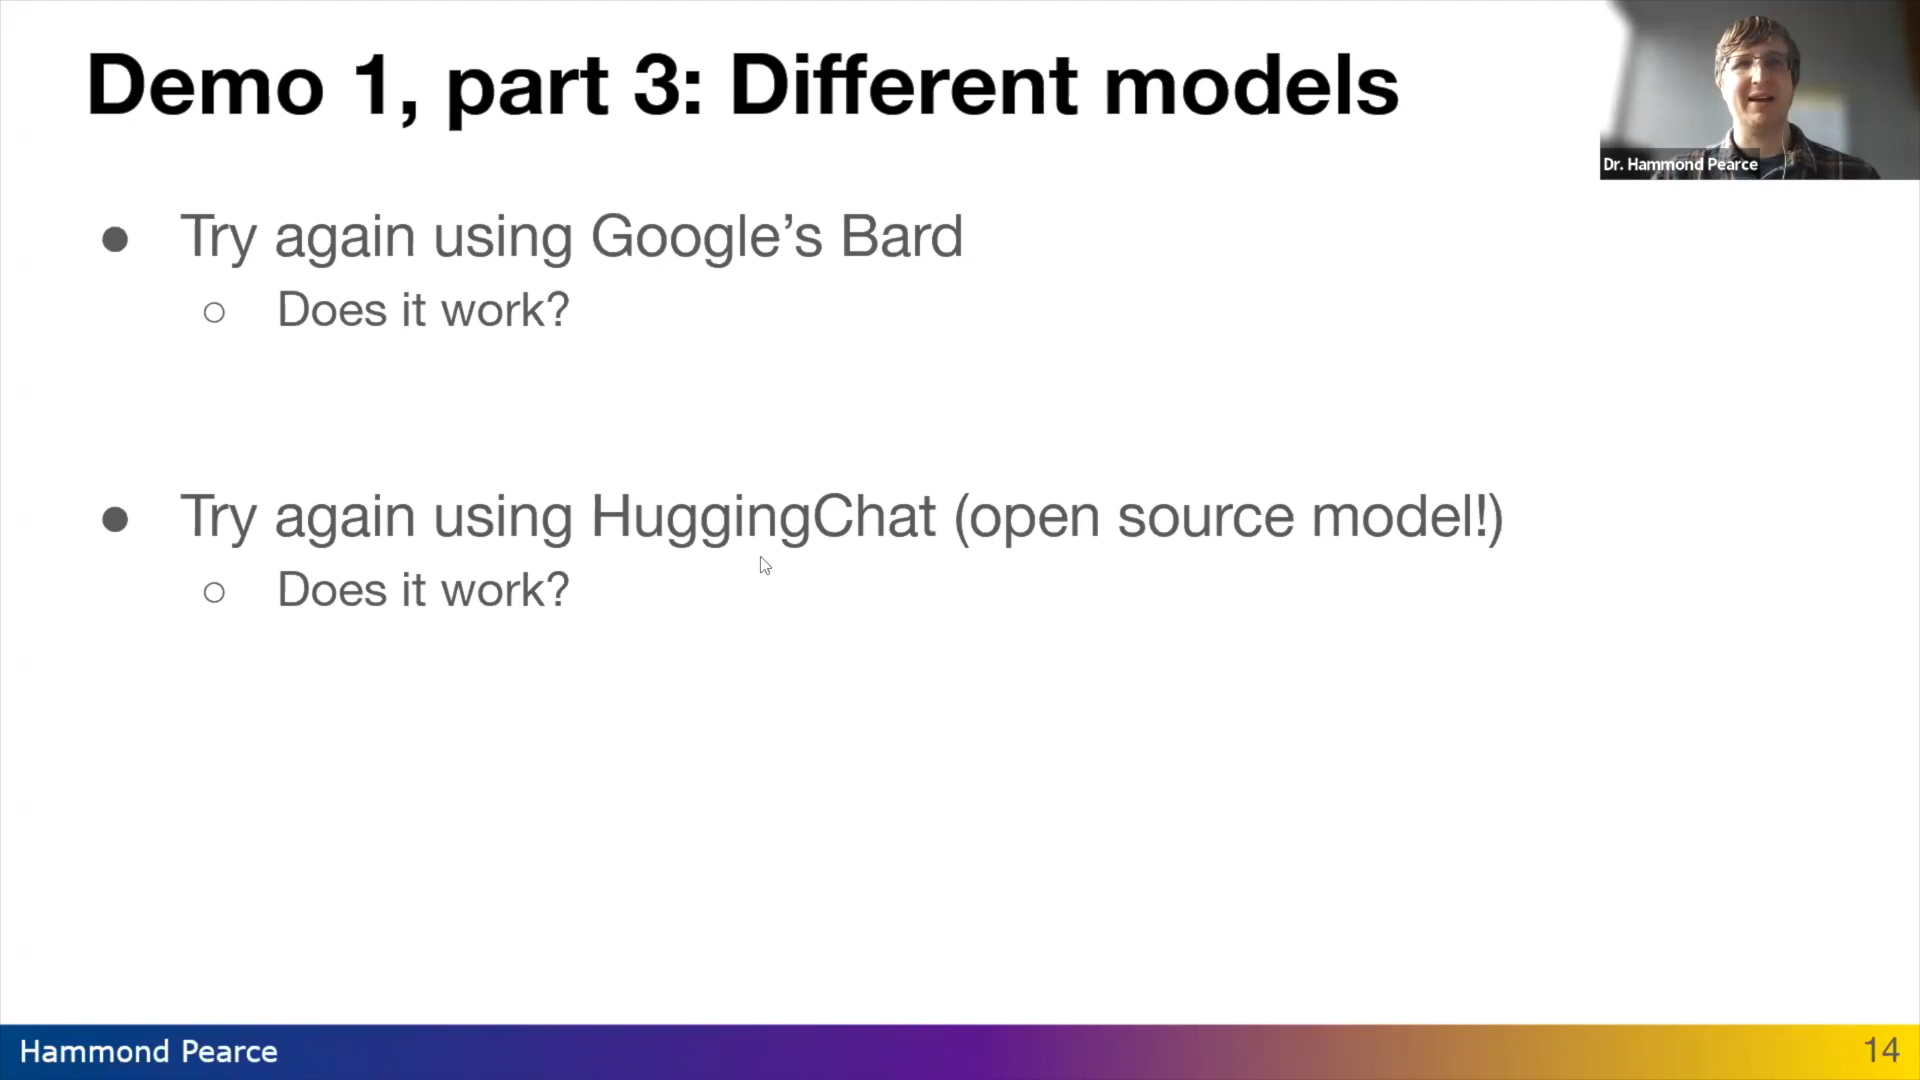 Demo 1, part 3: Different models
Dr. Hammond Pearce
● Try again using Google’s Bard
○ Does it work?
● Try again using HuggingChat (open source model!)
○ Does it work?
Hammond Pearce
14